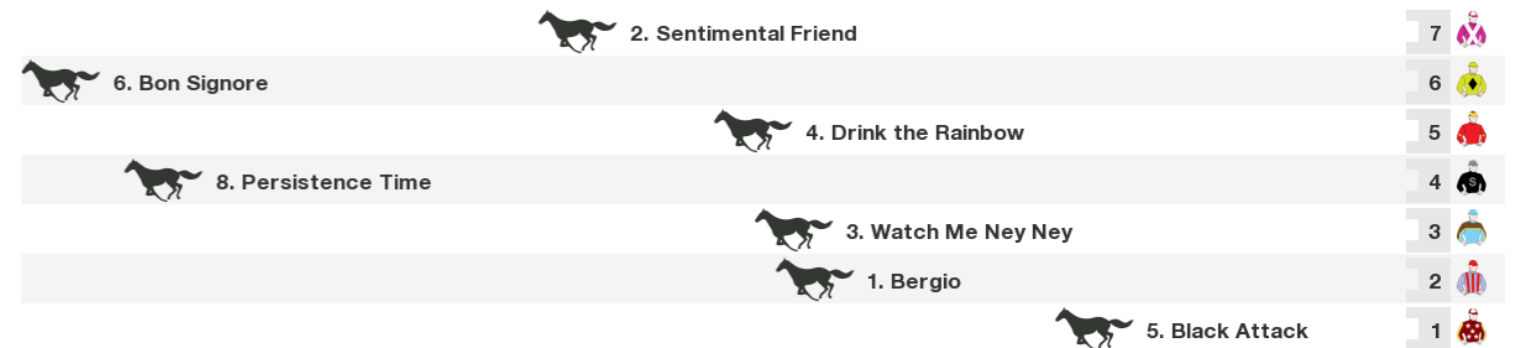 2. Sentimental Friend 7
6. Bon Signore 6
4. Drink the Rainbow 5
8. Persistence Time 4 S
3. Watch Me Ney Ney 3
1. Bergio 2
5. Black Attack 1